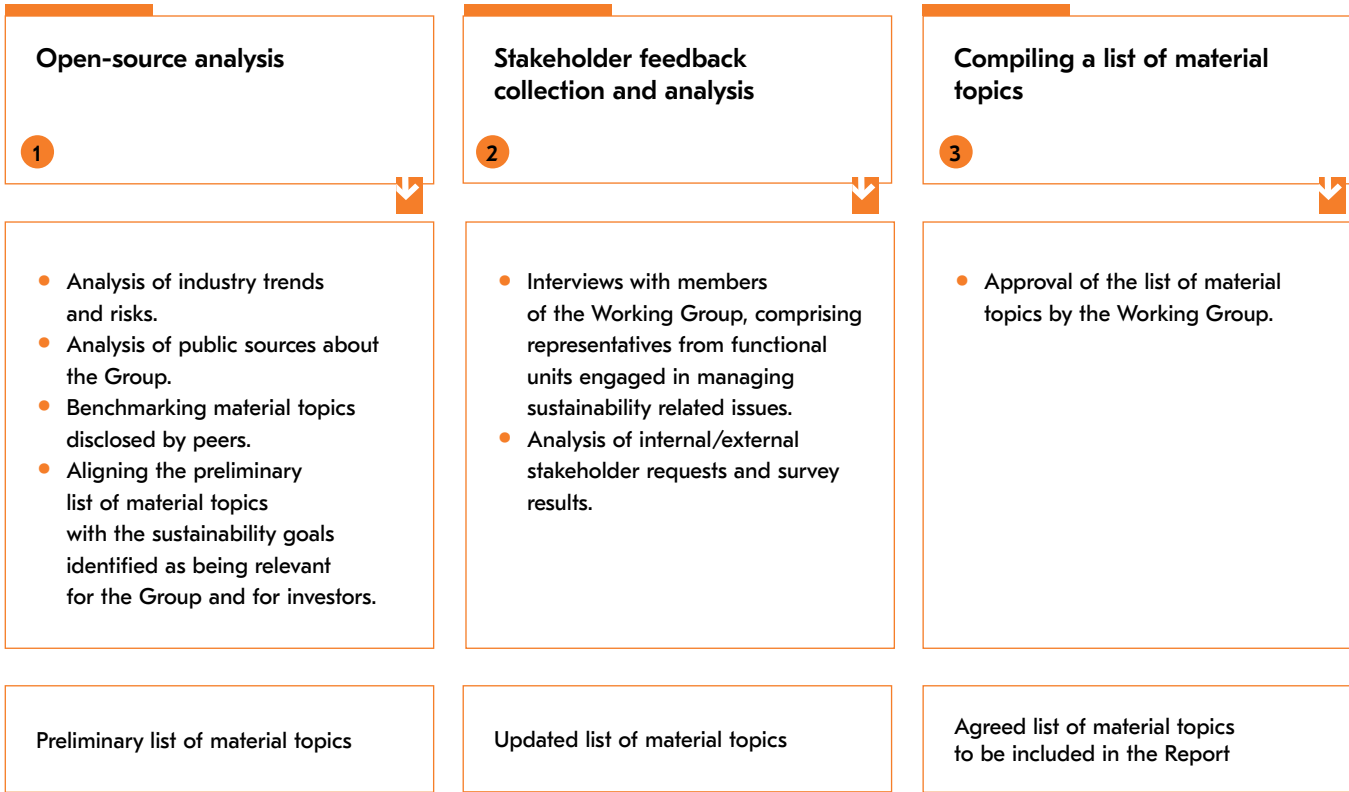 Open-source analysis
1
• Analysis of industry trends
and risks.
• Analysis of public sources about
the Group.
• Benchmarking material topics
disclosed by peers.
• Aligning the preliminary
list of material topics
with the sustainability goals
identified as being relevant
for the Group and for investors.
Preliminary list of material topics
Stakeholder feedback
collection and analysis
2
• Interviews with members
of the Working Group, comprising
representatives from functional
units engaged in managing
sustainability related issues.
• Analysis of internal/external
stakeholder requests and survey
results.
Updated list of material topics
Compiling a list of material
topics
3
• Approval of the list of material
topics by the Working Group.
Agreed list of material topics
to be included in the Report